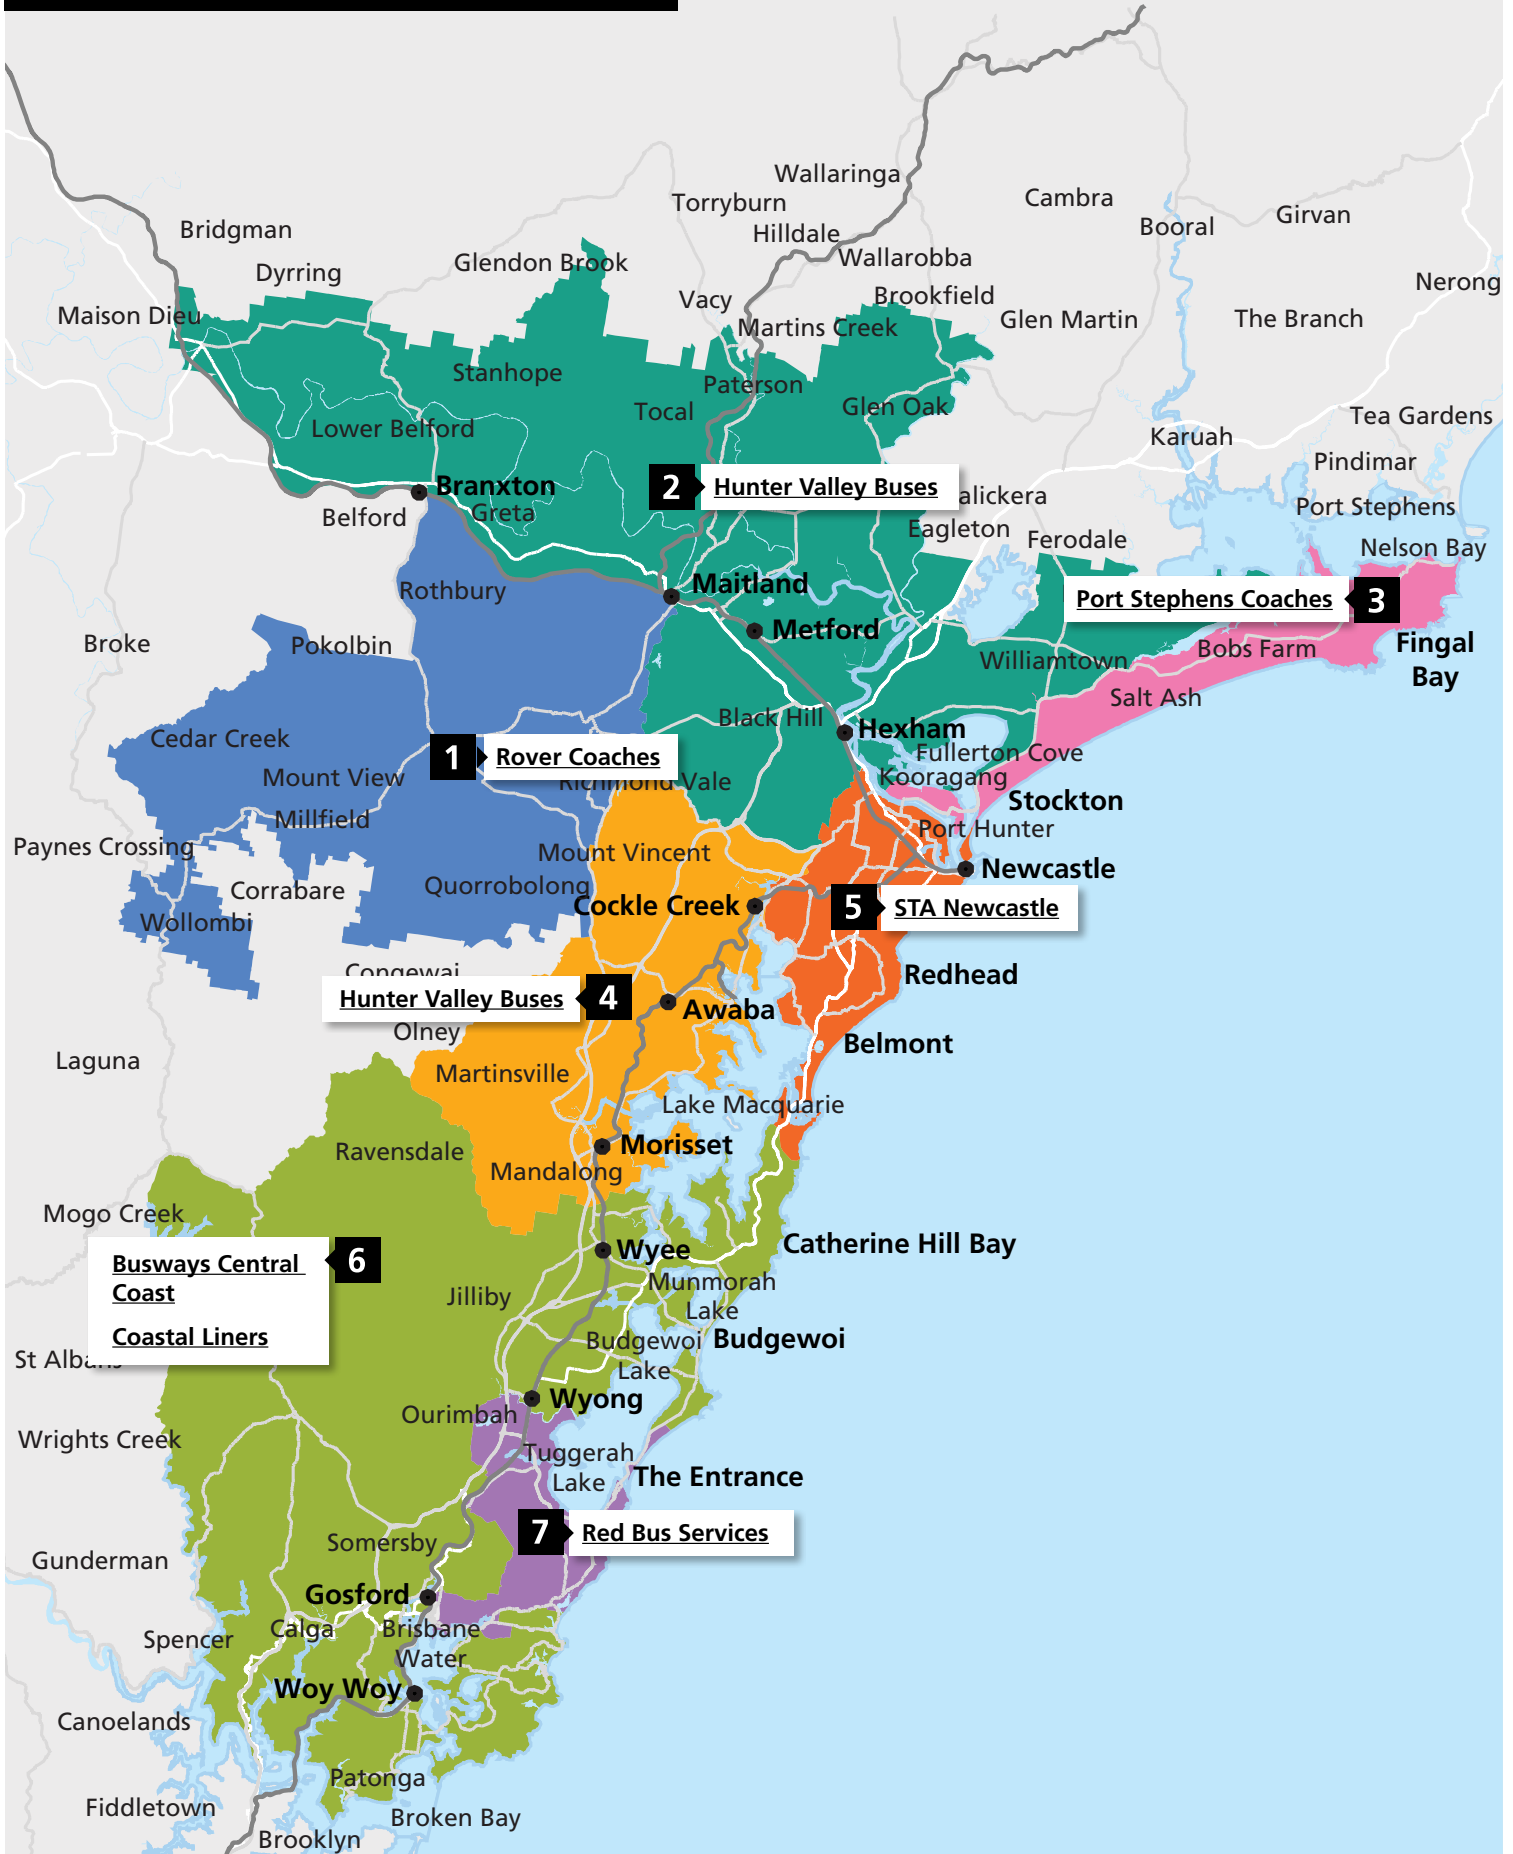 Wallaringa
Torryburn
Cambra
Hilldale
Booral
Girvan
Bridgman
Dyrring
Glendon Brook
Wallarobba
Nerong
Maison Dieu
Vacy
Brookfield
Martins Creek
Glen Martin
The Branch
Stanhope
Paterson
Tocal
Glen Oak
Tea Gardens
Lower Belford
Karuah
Pindimar
Branxton
2
Hunter Valley Buses
alickera
Port Stephens
Greta
Belford
Eagleton
Ferodale
Nelson Bay
Rothbury
Maitland
Port Stephens Coaches
3
Metford
Broke
Pokolbin
Williamtown
Bobs Farm
Fingal
Bay
Salt Ash
Black Hill
Hexham
Cedar Creek
1
Rover Coaches
Fullerton Cove
Mount View
Richmond Vale
Kooragang
Stockton
Millfield
Port Hunter
Paynes Crossing
Mount Vincent
Newcastle
Corrabare
Quorrobolong
Cockle Creek
5
STA Newcastle
Wollombi
Congewai
Redhead
Hunter Valley Buses
4
Awaba
Olney
Belmont
Laguna
Martinsville
Lake Macquarie
Ravensdale
Morisset
Mandalong
Mogo Creek
Catherine Hill Bay
Busways Central
Coast
Coastal Liners
6
Wyee
Munmorah
Lake
Jilliby
Budgewoi
Lake
Budgewoi
St Albans
Wyong
Ourimbah
Wrights Creek
Tuggerah
Lake
The Entrance
7
Red Bus Services
Somersby
Gunderman
Gosford
Calga
Brisbane
Water
Spencer
Woy Woy
Canoelands
Patonga
Fiddletown
Broken Bay
Brooklyn